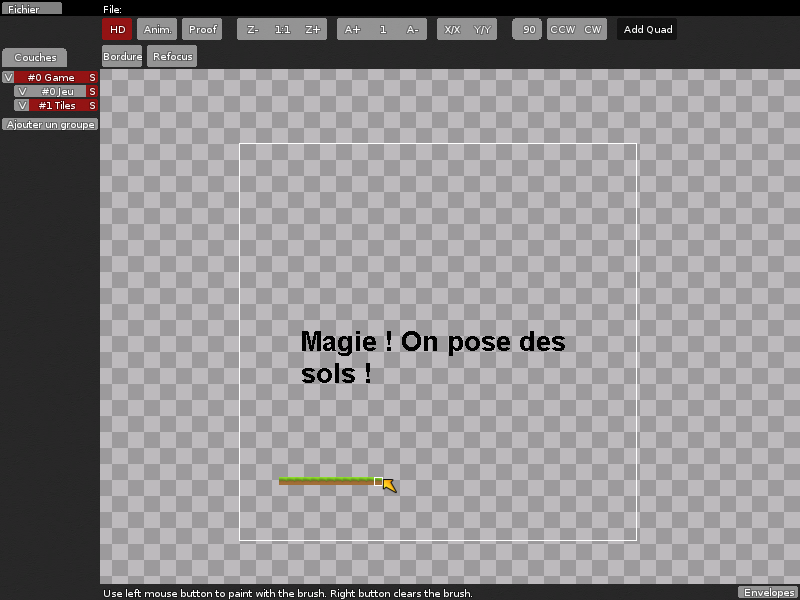 Fichier File:
HD Anim. Proof Z- 1:1 Z+ A+ 1 A- X/X Y/Y 90 CCW CW Add Quad
Couches Bordure Refocus
V #0 Game S
V #0 Jeu S
V #1 Tiles S
Ajouter un groupe
Magie ! On pose des
sols !
Use left mouse button to paint with the brush. Right button clears the brush. Envelopes